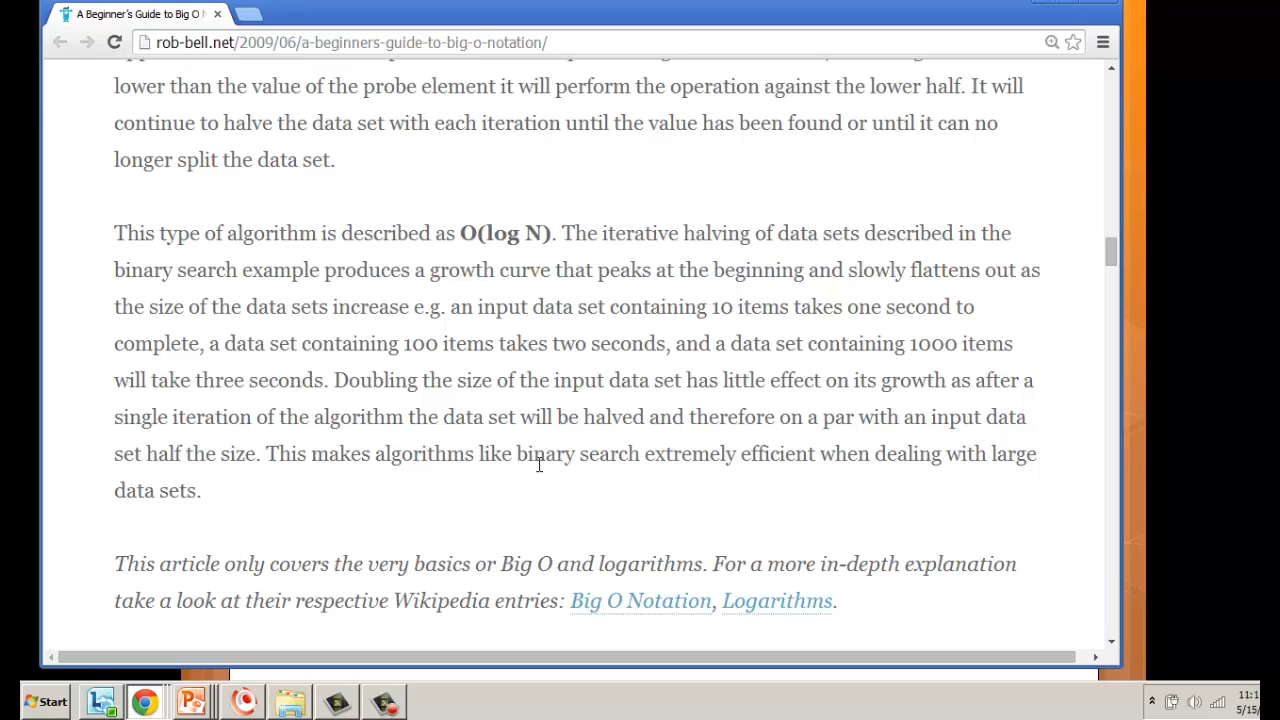 A Beginner's Guide to Big O
rob-bell.net/2009/06/a-beginners-guide-to-big-o-notation/
lower than the value of the probe element it will perform the operation against the lower half. It will
continue to halve the data set with each iteration until the value has been found or until it can no
longer split the data set.
This type of algorithm is described as O(log N). The iterative halving of data sets described in the
binary search example produces a growth curve that peaks at the beginning and slowly flattens out as
the size of the data sets increase e.g. an input data set containing 10 items takes one second to
complete, a data set containing 100 items takes two seconds, and a data set containing 1000 items
will take three seconds. Doubling the size of the input data set has little effect on its growth as after a
single iteration of the algorithm the data set will be halved and therefore on a par with an input data
set half the size. This makes algorithms like binary search extremely efficient when dealing with large
data sets.
This article only covers the very basics or Big O and logarithms. For a more in-depth explanation
take a look at their respective Wikipedia entries: Big O Notation, Logarithms.
Start
11:1
5/15/